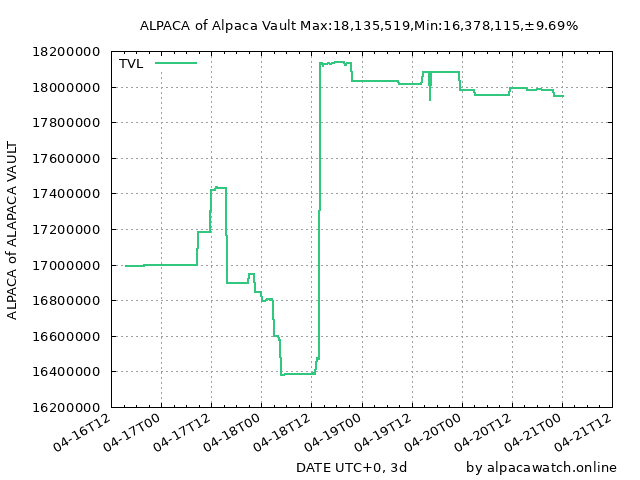 ALPACA of Alpaca Vault Max:18,135,519,Min:16,378,115,±9.69%
TVL
ALPACA of ALAPACA VAULT
18200000
18000000
17800000
17600000
17400000
17200000
17000000
16800000
16600000
16400000
16200000
04-16T12
04-17T00
04-17T12
04-18T00
04-18T12
04-19T00
04-19T12
04-20T00
04-20T12
04-21T00
04-21T12
DATE UTC+0, 3d
by alpacawatch.online